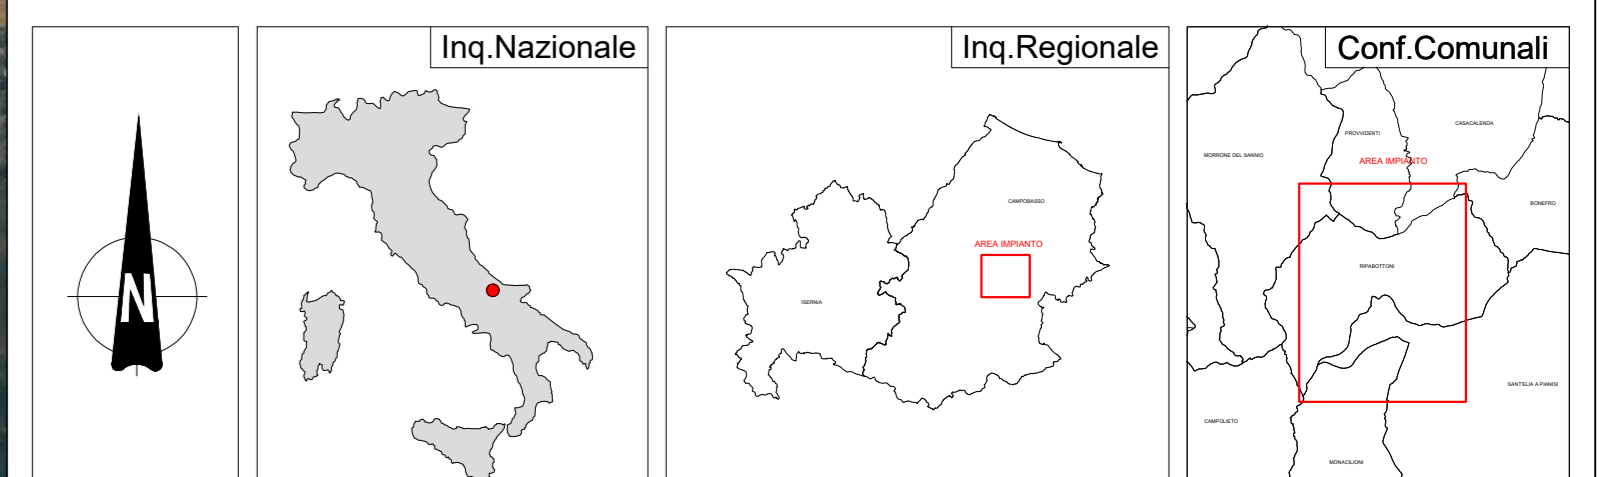 N
Inq.Nazionale
Inq.Regionale
CAMPOBASSO
AREA IMPIANTO
ISERNIA
Conf.Comunali
CASACALENDA
PROVVIDENTI
MORRONE DEL SANNIO
AREA IMPIANTO
BONEFRO
RIPABOTTONI
SANT'ELIA A PIANISI
CAMPOLIETO
MONACILIONI